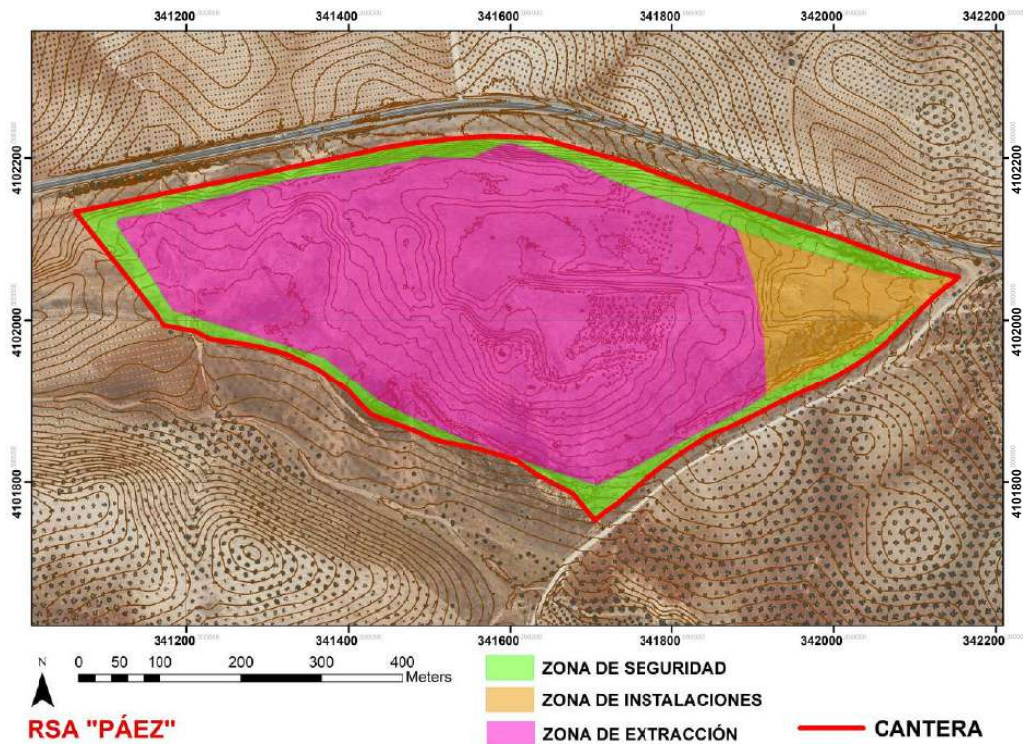 341200 341400 341600 341800 342000 342200
4102200 4102200
4102000 4102000
4101800 4101800
341200 341400 341600 341800 342000 342200
N 0 50 100 200 300 400
Meters
ZONA DE SEGURIDAD
ZONA DE INSTALACIONES
RSA "PÁEZ"
ZONA DE EXTRACCIÓN
CANTERA